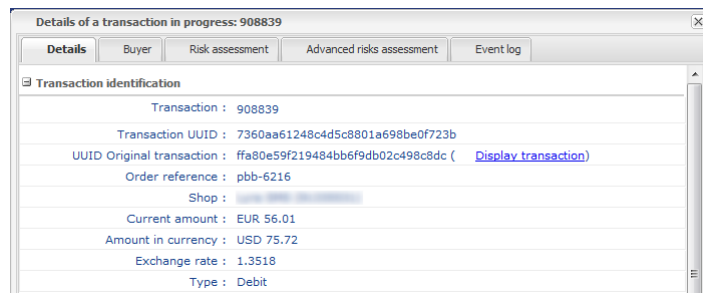 Details of a transaction in progress: 908839
Details Buyer Risk assessment Advanced risks assessment Event log
Transaction identification
Transaction : 908839
Transaction UUID : 7360aa61248c4d5c8801a698be0f723b
UUID Original transaction : ffa80e59f219484bb6f9db02c498c8dc ( Display transaction)
Order reference : pbb-6216
Shop :
Current amount : EUR 56.01
Amount in currency : USD 75.72
Exchange rate : 1.3518
Type : Debit